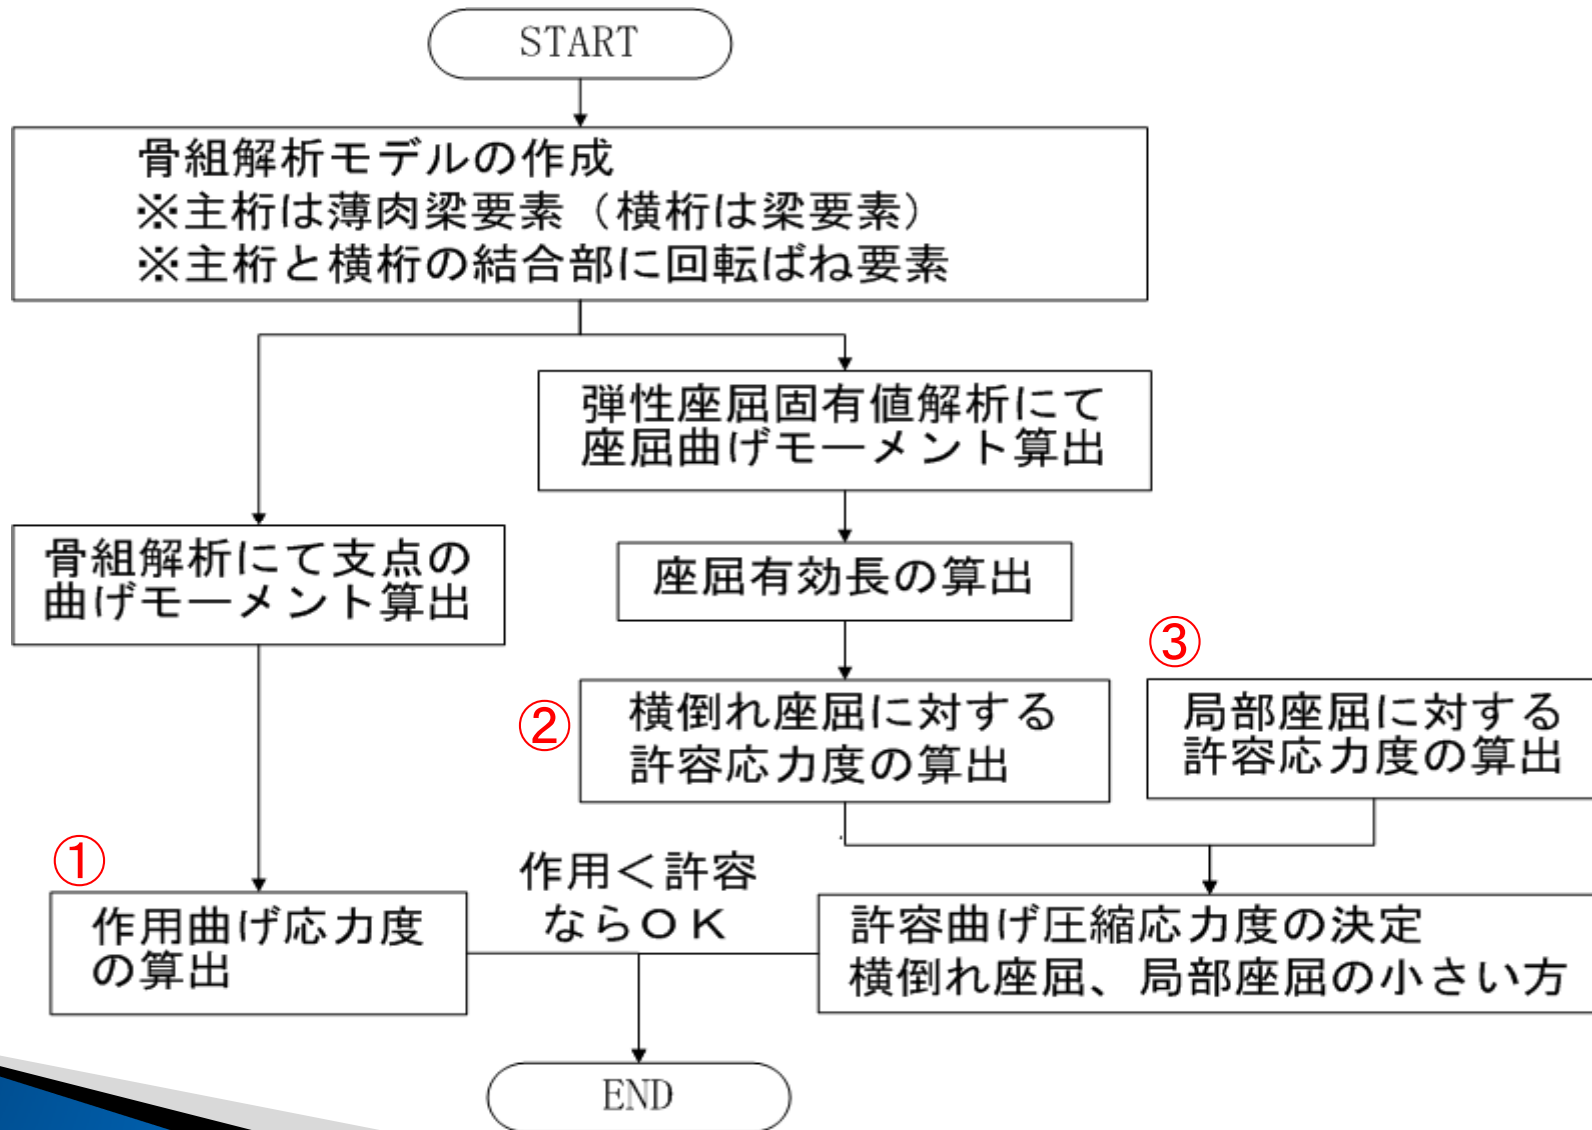 START
骨組解析モデルの作成
※主桁は薄肉梁要素（横桁は梁要素）
※主桁と横桁の結合部に回転ばね要素
弾性座屈固有値解析にて
座屈曲げモーメント算出
骨組解析にて支点の
曲げモーメント算出
座屈有効長の算出
②
横倒れ座屈に対する
許容応力度の算出
③
局部座屈に対する
許容応力度の算出
①
作用曲げ応力度
の算出
作用＜許容
ならＯＫ
許容曲げ圧縮応力度の決定
横倒れ座屈、局部座屈の小さい方
END